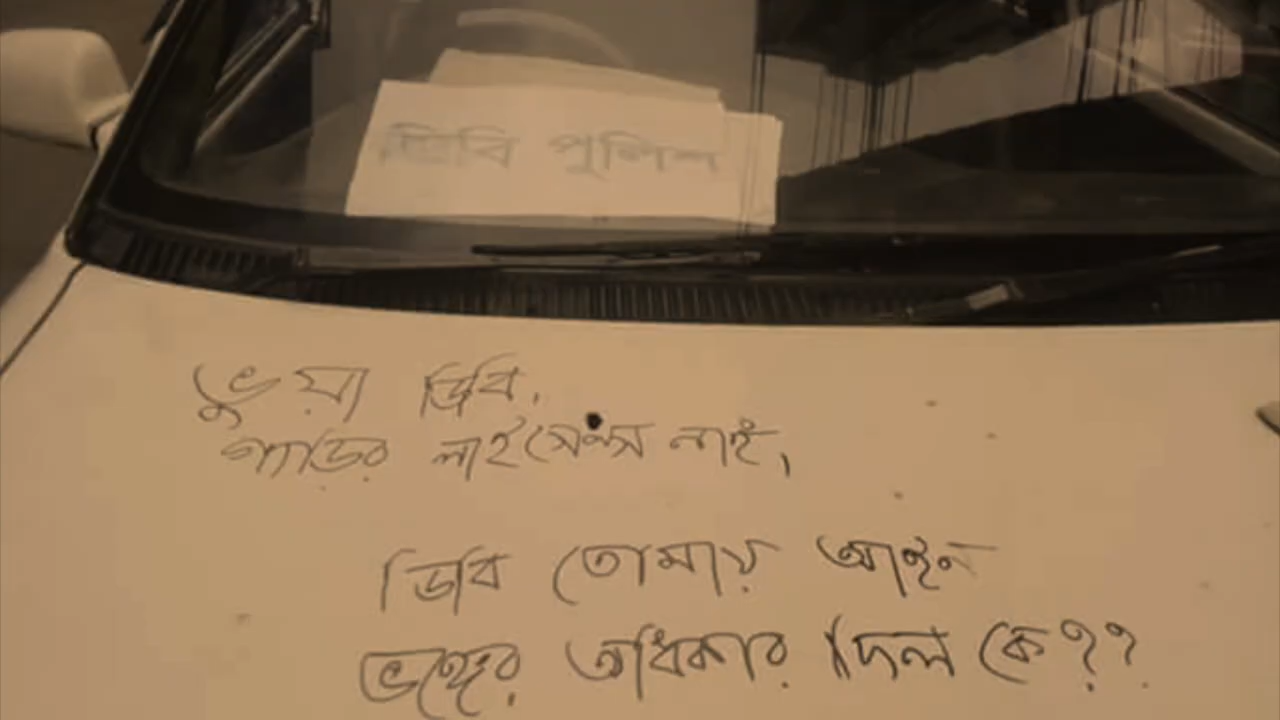 ডিবি পুলিশ
ভুয়া ডিবি,
গাড়ির লাইসেন্স নাই,
ডিবি তোমায় আইন
ভঙ্গের অধিকার দিল কে??